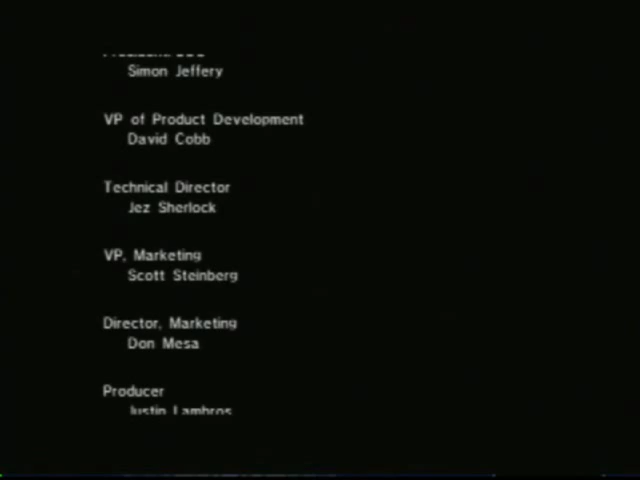 Simon Jeffery
VP of Product Development
David Cobb
Technical Director
Jez Sherlock
VP, Marketing
Scott Steinberg
Director, Marketing
Don Mesa
Producer
Justin Lambros